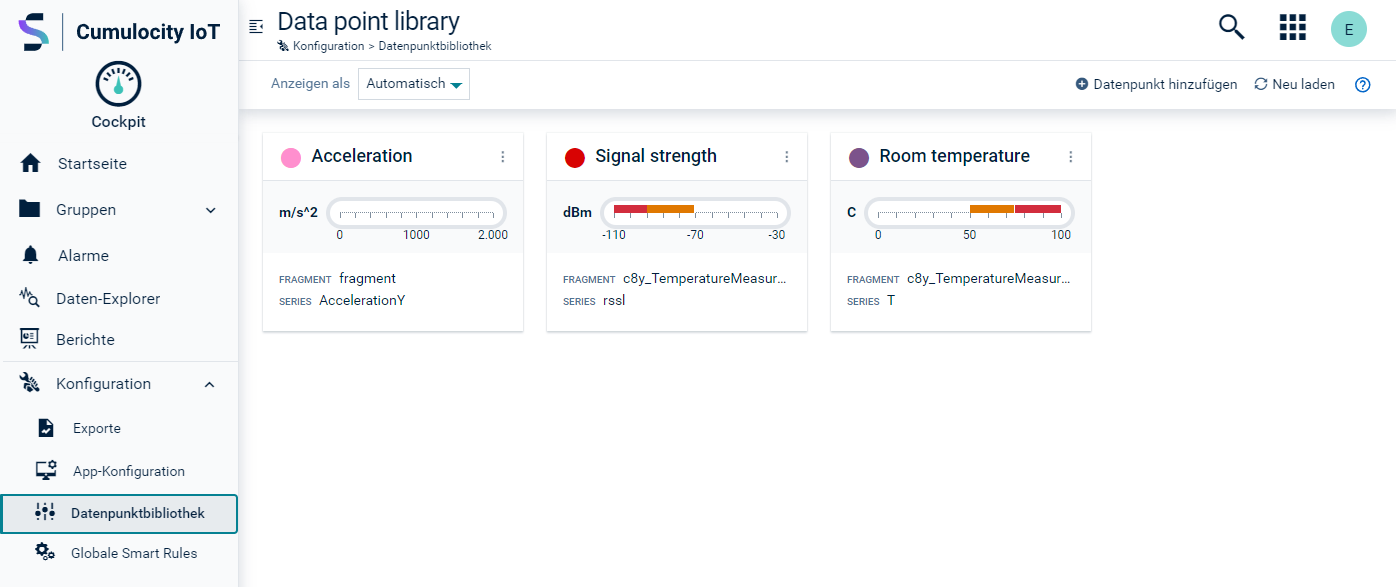 Cumulocity IoT
Cockpit
Startseite
Gruppen
Alarme
Daten-Explorer
Berichte
Konfiguration
Exporte
App-Konfiguration
Datenpunktbibliothek
Globale Smart Rules
Data point library
Konfiguration > Datenpunktbibliothek
E
Anzeigen als Automatisch
Datenpunkt hinzufügen Neu laden ?
Acceleration
m/s^2
0 1000 2.000
FRAGMENT fragment
SERIES AccelerationY
Signal strength
dBm
-110 -70 -30
FRAGMENT c8y_TemperatureMeasur...
SERIES rssl
Room temperature
C
0 50 100
FRAGMENT c8y_TemperatureMeasur...
SERIES T